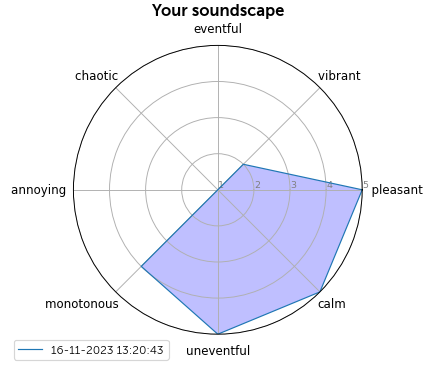 Your soundscape
eventful
chaotic
vibrant
annoying
1 2 3 4 5
pleasant
monotonous
calm
uneventful
16-11-2023 13:20:43